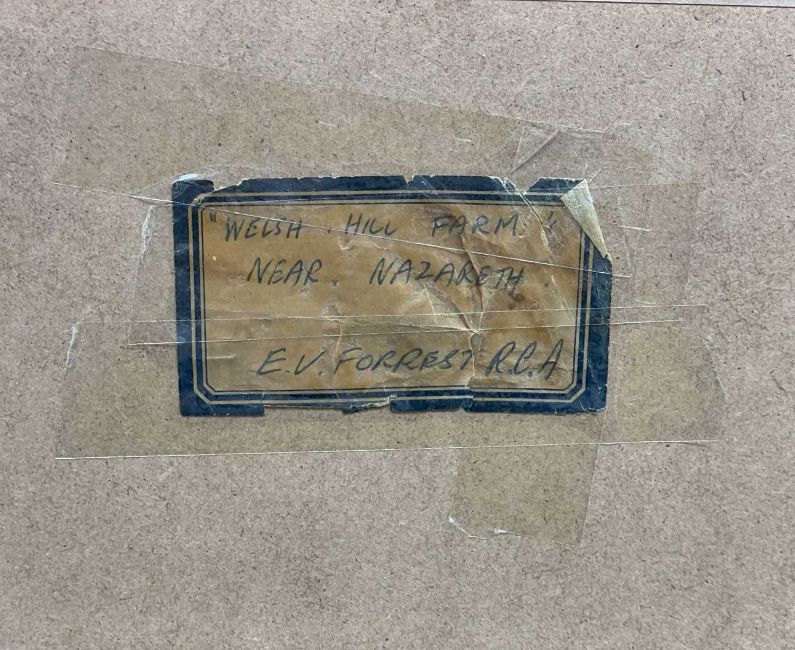 "WELSH HILL FARM"
NEAR. NAZARETH
E.V. FORREST R.C.A